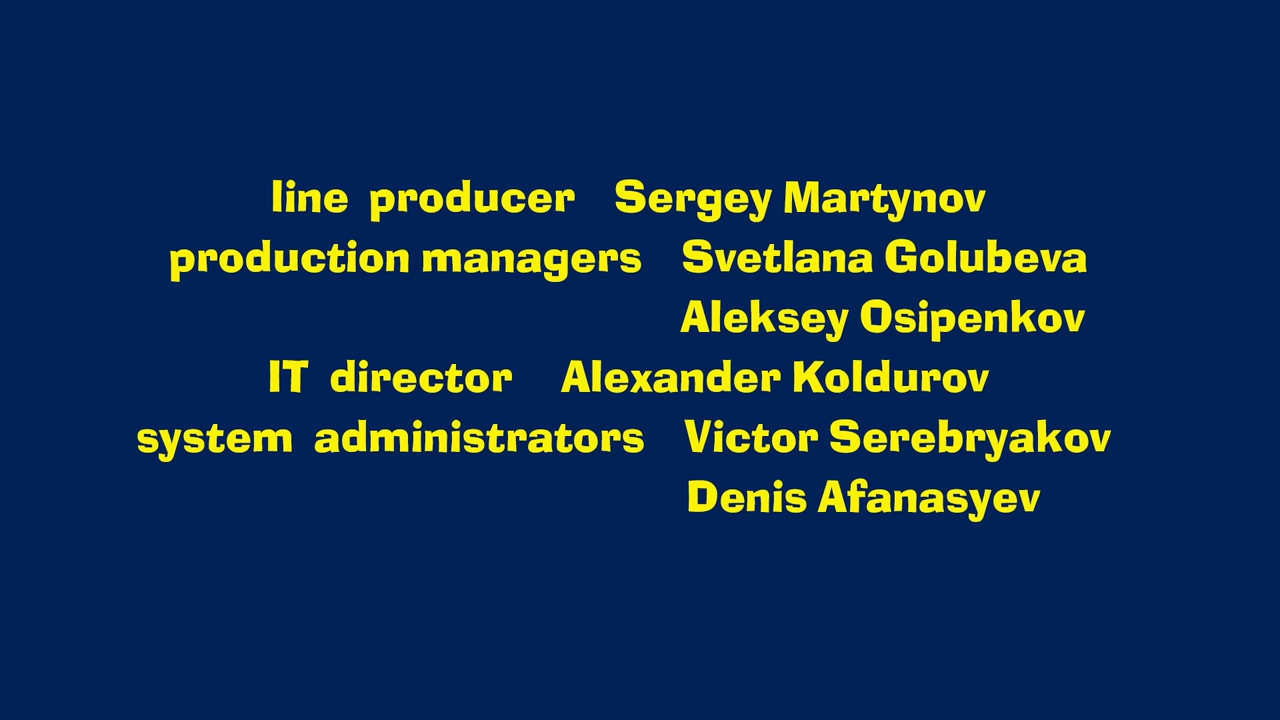 line producer Sergey Martynov
production managers Svetlana Golubeva
Aleksey Osipenkov
IT director Alexander Koldurov
system administrators Victor Serebryakov
Denis Afanasyev